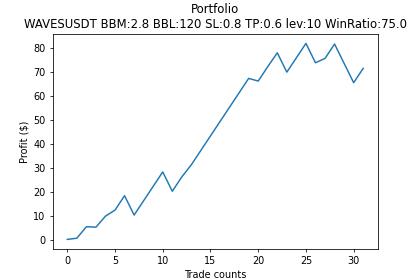 Portfolio
WAVESUSDT BBM:2.8 BBL:120 SL:0.8 TP:0.6 lev:10 WinRatio:75.0
Profit ($)
80
70
60
50
40
30
20
10
0
0 5 10 15 20 25 30
Trade counts